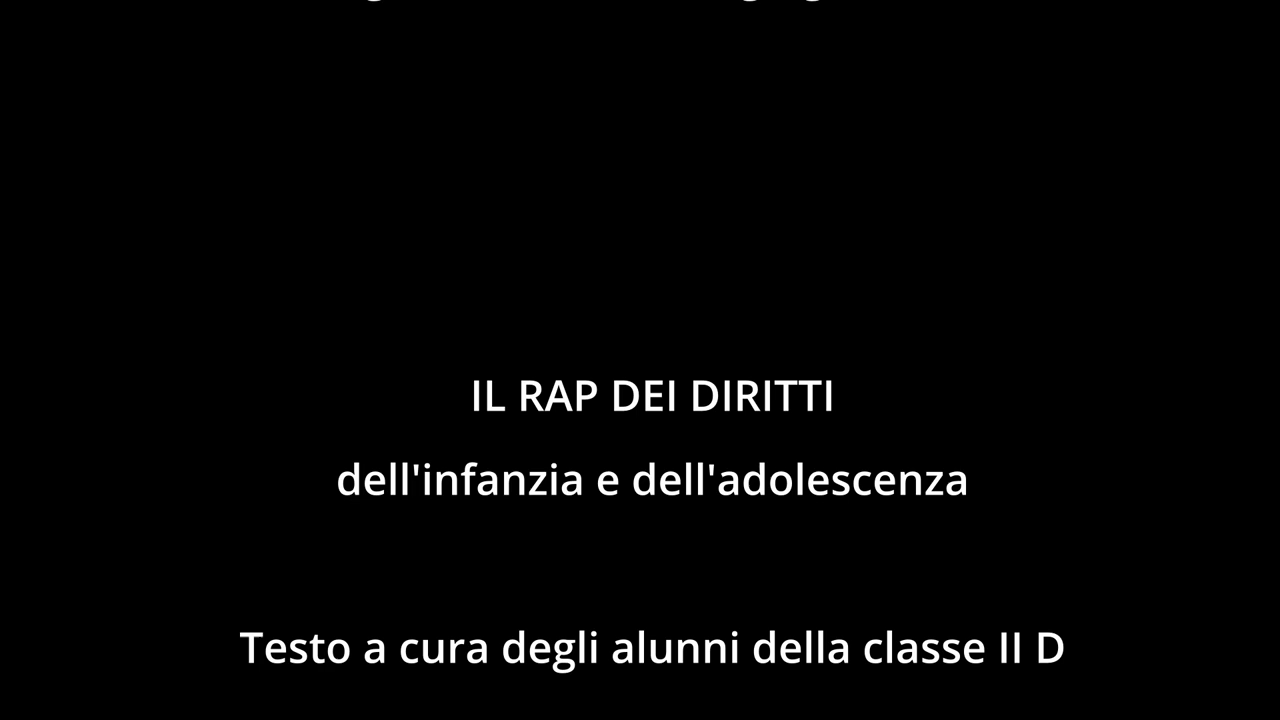 IL RAP DEI DIRITTI
dell'infanzia e dell'adolescenza
Testo a cura degli alunni della classe II D